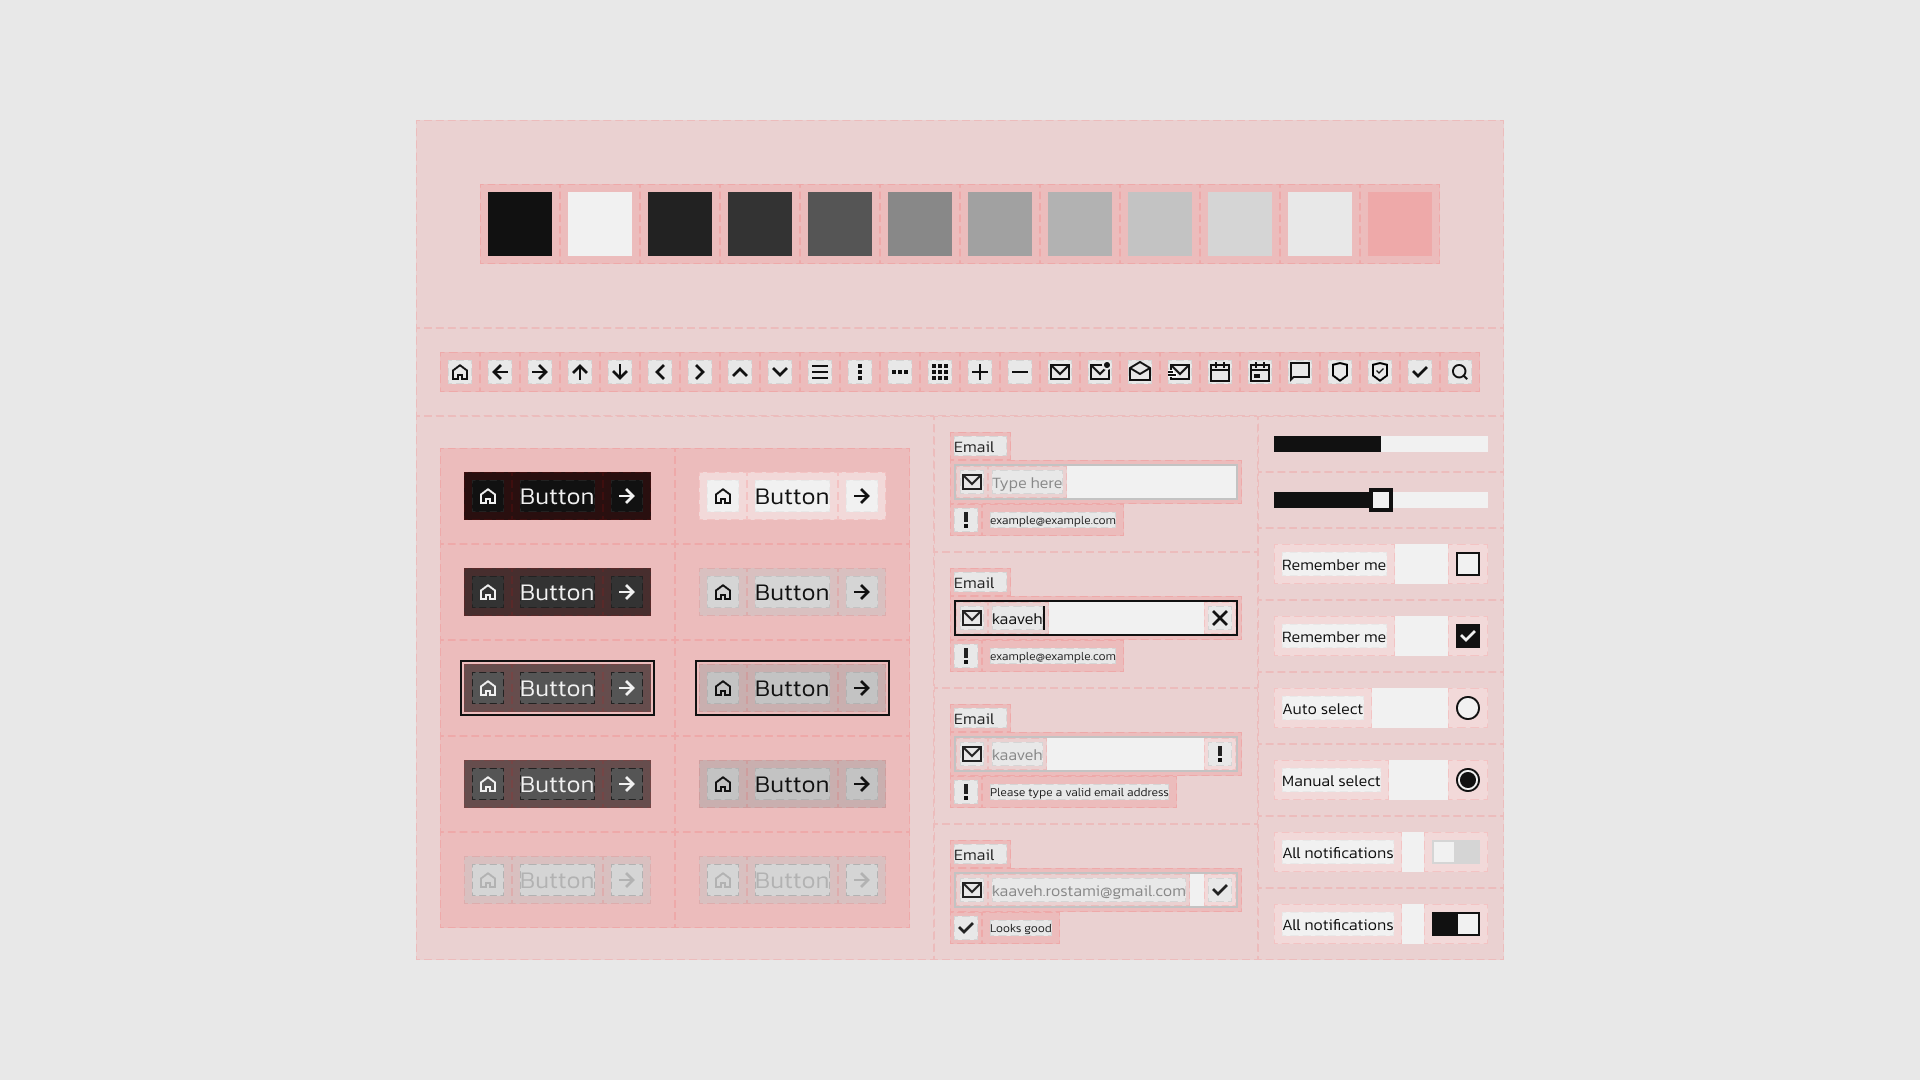 Button
Button
Button
Button
Button
Button
Button
Button
Button
Button
Email
Type here
example@example.com
Email
kaaveh
example@example.com
Email
kaaveh
Please type a valid email address
Email
kaaveh.rostami@gmail.com
Looks good
Remember me
Remember me
Auto select
Manual select
All notifications
All notifications